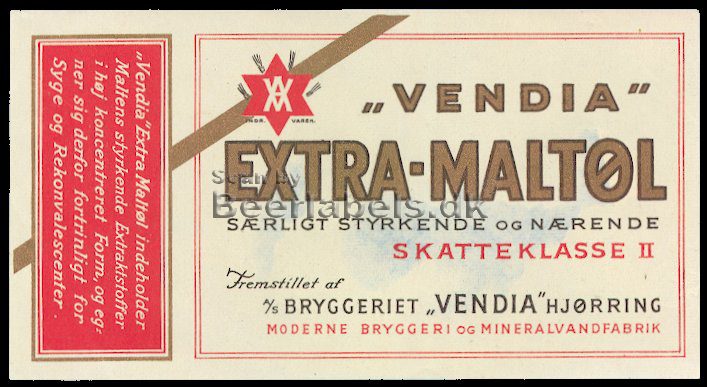 „Vendia" Extra Maltøl indeholder
Maltens styrkende Extraktstoffer
i høj koncentreret Form, og eg-
ner sig derfor fortrinligt for
Syge og Rekonvalescenter.
INDR. VAREM.
„VENDIA"
EXTRA-MALTØL
Scan by
Beerlabels.dk
SÆRLIGT STYRKENDE OG NÆRENDE
SKATTEKLASSE II
Fremstillet af
A/S BRYGGERIET „VENDIA" HJØRRING
MODERNE BRYGGERI OG MINERALVANDFABRIK